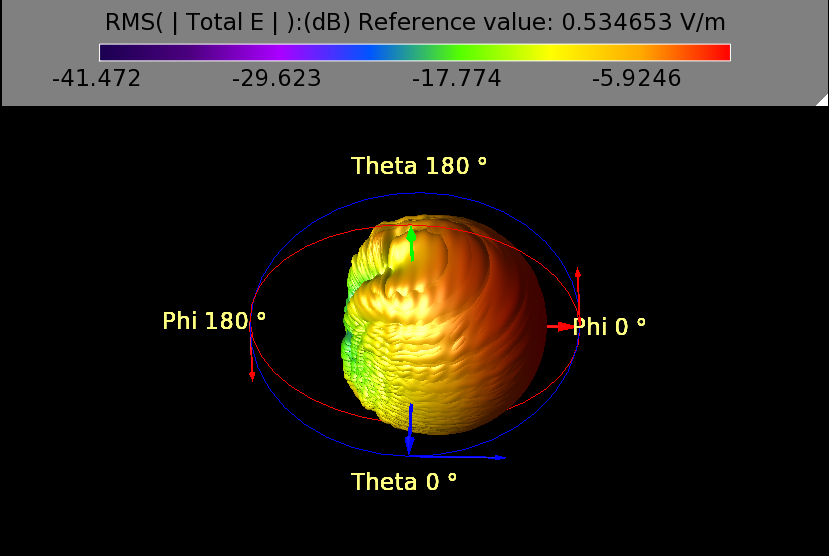 RMS( | Total E | ):(dB) Reference value: 0.534653 V/m
-41.472 -29.623 -17.774 -5.9246
Theta 180 °
Phi 180 ° Phi 0 °
Theta 0 °